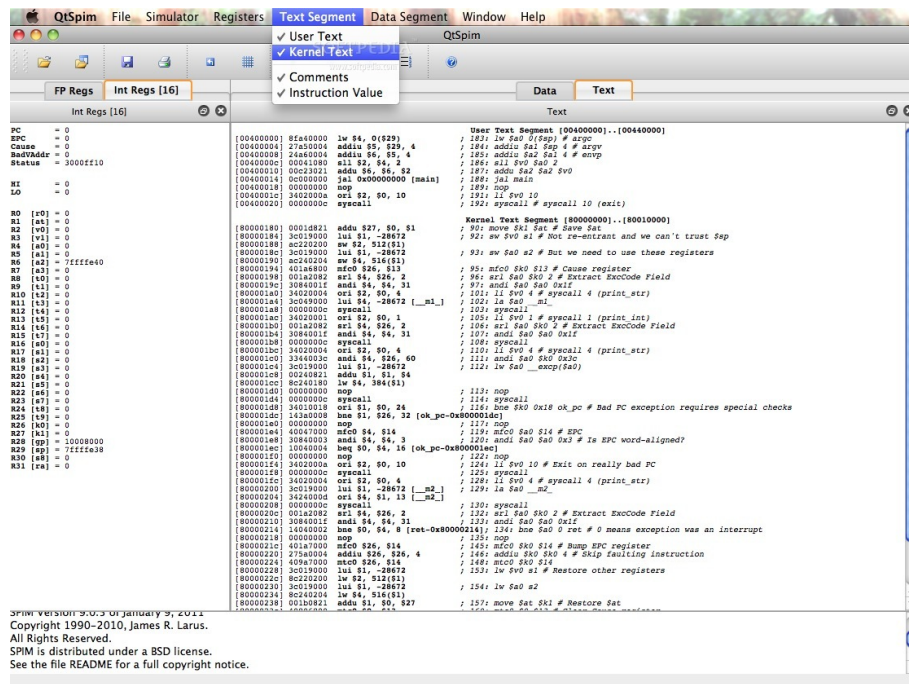 QtSpim File Simulator Registers Text Segment Data Segment Window Help
QtSpim
✓ User Text
✓ Kernel Text
✓ Comments
✓ Instruction Value
FP Regs Int Regs [16] Data Text
Int Regs [16] Text
PC = 0
EPC = 0
Cause = 0
BadVAddr = 0
Status = 3000ff10
HI = 0
LO = 0
R0 [r0] = 0
R1 [at] = 0
R2 [v0] = 0
R3 [v1] = 0
R4 [a0] = 0
R5 [a1] = 0
R6 [a2] = 7fffe40
R7 [a3] = 0
R8 [t0] = 0
R9 [t1] = 0
R10 [t2] = 0
R11 [t3] = 0
R12 [t4] = 0
R13 [t5] = 0
R14 [t6] = 0
R15 [t7] = 0
R16 [s0] = 0
R17 [s1] = 0
R18 [s2] = 0
R19 [s3] = 0
R20 [s4] = 0
R21 [s5] = 0
R22 [s6] = 0
R23 [s7] = 0
R24 [t8] = 0
R25 [t9] = 0
R26 [k0] = 0
R27 [k1] = 0
R28 [gp] = 10008000
R29 [sp] = 7fffe38
R30 [s8] = 0
R31 [ra] = 0
User Text Segment [00400000]..[00440000]
[00400000] 8fa40000 lw $4, 0($29) ; 183: lw $a0 0($sp) # argc
[00400004] 27a50004 addiu $5, $29, 4 ; 184: addiu $a1 $sp 4 # argv
[00400008] 24a60004 addiu $6, $5, 4 ; 185: addiu $a2 $a1 4 # envp
[0040000c] 00041080 sll $2, $4, 2 ; 186: sll $v0 $a0 2
[00400010] 00c23021 addu $6, $6, $2 ; 187: addu $a2 $a2 $v0
[00400014] 0c000000 jal 0x00000000 [main] ; 188: jal main
[00400018] 00000000 nop ; 189: nop
[0040001c] 3402000a ori $2, $0, 10 ; 191: li $v0 10
[00400020] 0000000c syscall ; 192: syscall # syscall 10 (exit)
Kernel Text Segment [80000000]..[80010000]
[80000180] 0001d821 addu $27, $0, $1 ; 90: move $k1 $at # Save $at
[80000184] 3c019000 lui $1, -28672 ; 92: sw $v0 s1 # Not re-entrant and we can't trust $sp
[80000188] ac220200 sw $2, 512($1)
[8000018c] 3c019000 lui $1, -28672 ; 93: sw $a0 s2 # But we need to use these registers
[80000190] ac240204 sw $4, 516($1)
[80000194] 401a6800 mfc0 $26, $13 ; 95: mfc0 $k0 $13 # Cause register
[80000198] 001a2082 srl $4, $26, 2 ; 96: srl $a0 $k0 2 # Extract ExcCode Field
[8000019c] 3084001f andi $4, $4, 31 ; 97: andi $a0 $a0 0x1f
[800001a0] 34020004 ori $2, $0, 4 ; 101: li $v0 4 # syscall 4 (print_str)
[800001a4] 3c049000 lui $4, -28672 [__m1_] ; 102: la $a0 __m1_
[800001a8] 0000000c syscall ; 103: syscall
[800001ac] 34020001 ori $2, $0, 1 ; 105: li $v0 1 # syscall 1 (print_int)
[800001b0] 001a2082 srl $4, $26, 2 ; 106: srl $a0 $k0 2 # Extract ExcCode Field
[800001b4] 3084001f andi $4, $4, 31 ; 107: andi $a0 $a0 0x1f
[800001b8] 0000000c syscall ; 108: syscall
[800001bc] 34020004 ori $2, $0, 4 ; 110: li $v0 4 # syscall 4 (print_str)
[800001c0] 3344003c andi $4, $26, 60 ; 111: andi $a0 $k0 0x3c
[800001c4] 3c019000 lui $1, -28672 ; 112: lw $a0 __excp($a0)
[800001c8] 00240821 addu $1, $1, $4
[800001cc] 8c240180 lw $4, 384($1)
[800001d0] 00000000 nop ; 113: nop
[800001d4] 0000000c syscall ; 114: syscall
[800001d8] 34010018 ori $1, $0, 24 ; 116: bne $k0 0x18 ok_pc # Bad PC exception requires special checks
[800001dc] 143a0008 bne $1, $26, 32 [ok_pc-0x800001dc]
[800001e0] 00000000 nop ; 117: nop
[800001e4] 40047000 mfc0 $4, $14 ; 119: mfc0 $a0 $14 # EPC
[800001e8] 30840003 andi $4, $4, 3 ; 120: andi $a0 $a0 0x3 # Is EPC word-aligned?
[800001ec] 10040004 beq $0, $4, 16 [ok_pc-0x800001ec]
[800001f0] 00000000 nop ; 122: nop
[800001f4] 3402000a ori $2, $0, 10 ; 124: li $v0 10 # Exit on really bad PC
[800001f8] 0000000c syscall ; 125: syscall
[800001fc] 34020004 ori $2, $0, 4 ; 128: li $v0 4 # syscall 4 (print_str)
[80000200] 3c019000 lui $1, -28672 [__m2_] ; 129: la $a0 __m2_
[80000204] 3424000d ori $4, $1, 13 [__m2_]
[80000208] 0000000c syscall ; 130: syscall
[8000020c] 001a2082 srl $4, $26, 2 ; 132: srl $a0 $k0 2 # Extract ExcCode Field
[80000210] 3084001f andi $4, $4, 31 ; 133: andi $a0 $a0 0x1f
[80000214] 14040002 bne $0, $4, 8 [ret-0x80000214]; 134: bne $a0 0 ret # 0 means exception was an interrupt
[80000218] 00000000 nop ; 135: nop
[8000021c] 401a7000 mfc0 $26, $14 ; 145: mfc0 $k0 $14 # Bump EPC register
[80000220] 275a0004 addiu $26, $26, 4 ; 146: addiu $k0 $k0 4 # Skip faulting instruction
[80000224] 409a7000 mtc0 $26, $14 ; 148: mtc0 $k0 $14
[80000228] 3c019000 lui $1, -28672 ; 153: lw $v0 s1 # Restore other registers
[8000022c] 8c220200 lw $2, 512($1)
[80000230] 3c019000 lui $1, -28672 ; 154: lw $a0 s2
[80000234] 8c240204 lw $4, 516($1)
[80000238] 001b0821 addu $1, $0, $27 ; 157: move $at $k1 # Restore $at
SPIM Version 9.0.3 of January 9, 2011
Copyright 1990-2010, James R. Larus.
All Rights Reserved.
SPIM is distributed under a BSD license.
See the file README for a full copyright notice.